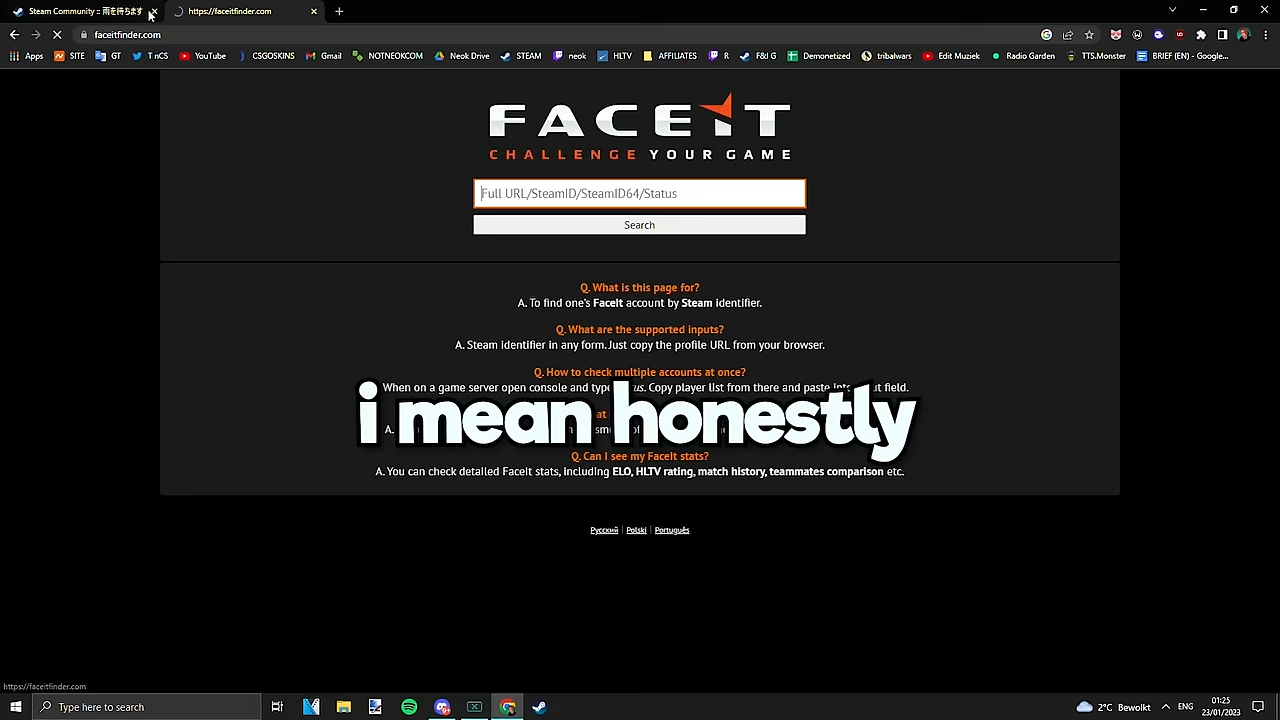 Steam Community :: 雨を待ちます
https://faceitfinder.com
faceitfinder.com
Apps
SITE
GT
T nCS
YouTube
CSGOSKINS
Gmail
NOTNEOKCOM
Neok Drive
STEAM
neok
HLTV
AFFILIATES
R
F&I G
Demonetized
tribalwars
Edit Muziek
Radio Garden
TTS.Monster
BRIEF (EN) - Google...
FACEIT
CHALLENGE YOUR GAME
Full URL/SteamID/SteamID64/Status
Search
Q. What is this page for?
A. To find one's FaceIt account by Steam identifier.
Q. What are the supported inputs?
A. Steam identifier in any form. Just copy the profile URL from your browser.
Q. How to check multiple accounts at once?
When on a game server open console and type Copy player list from there and paste field.
i mean honestly
A.
Q. Can I see my FaceIt stats?
A. You can check detailed FaceIt stats, including ELO, HLTV rating, match history, teammates comparison etc.
Русский | Polski | Português
https://faceitfinder.com
Type here to search
2°C Bewolkt
ENG
01:25
23/01/2023